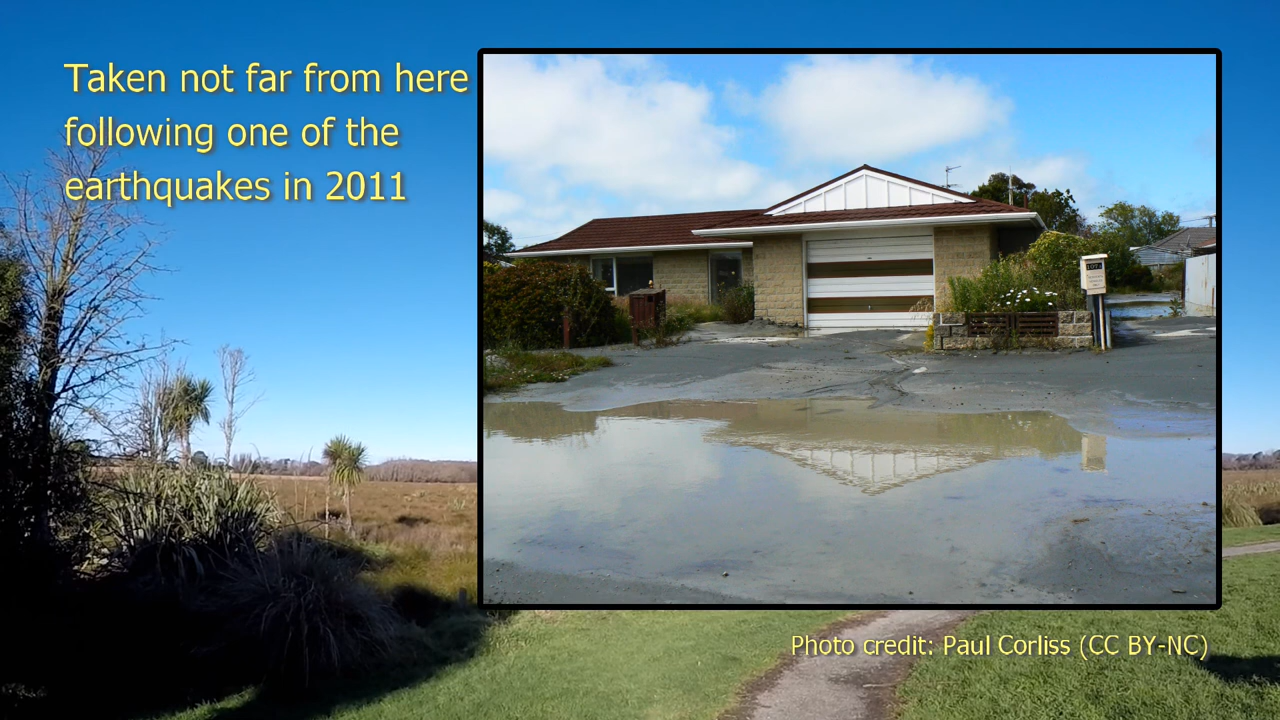 Taken not far from here
following one of the
earthquakes in 2011
Photo credit: Paul Corliss (CC BY-NC)